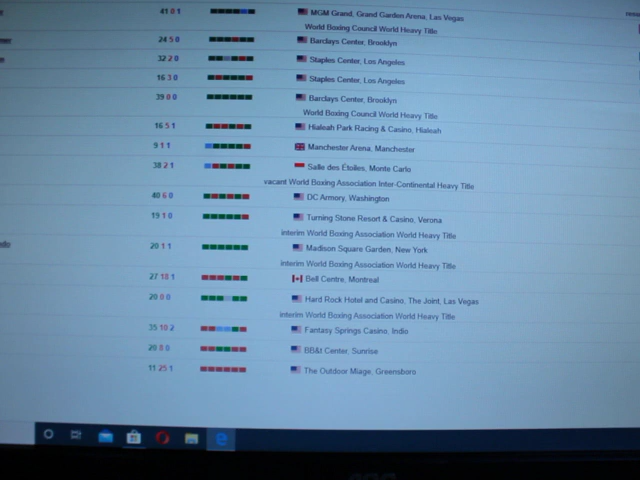 41 0 1 MGM Grand, Grand Garden Arena, Las Vegas
World Boxing Council World Heavy Title
24 5 0 Barclays Center, Brooklyn
32 2 0 Staples Center, Los Angeles
16 3 0 Staples Center, Los Angeles
39 0 0 Barclays Center, Brooklyn
World Boxing Council World Heavy Title
16 5 1 Hialeah Park Racing & Casino, Hialeah
9 1 1 Manchester Arena, Manchester
38 2 1 Salle des Étoiles, Monte Carlo
vacant World Boxing Association Inter-Continental Heavy Title
40 6 0 DC Armory, Washington
19 1 0 Turning Stone Resort & Casino, Verona
interim World Boxing Association World Heavy Title
20 1 1 Madison Square Garden, New York
interim World Boxing Association World Heavy Title
27 18 1 Bell Centre, Montreal
20 0 0 Hard Rock Hotel and Casino, The Joint, Las Vegas
interim World Boxing Association World Heavy Title
35 10 2 Fantasy Springs Casino, Indio
20 8 0 BB&t Center, Sunrise
11 25 1 The Outdoor Miage, Greensboro